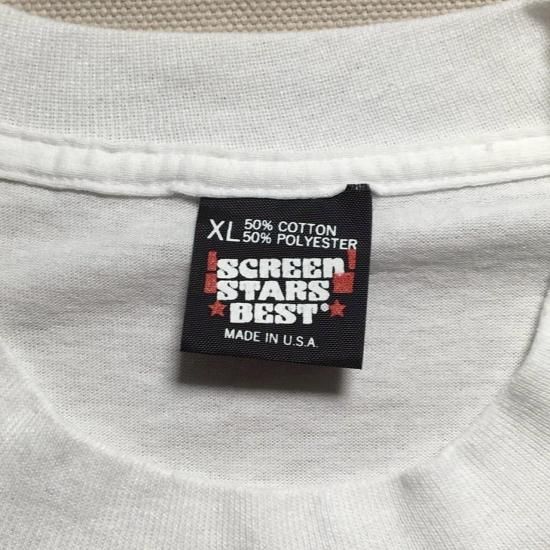 XL 50% COTTON
50% POLYESTER
SCREEN
STARS
BEST®
MADE IN U.S.A.